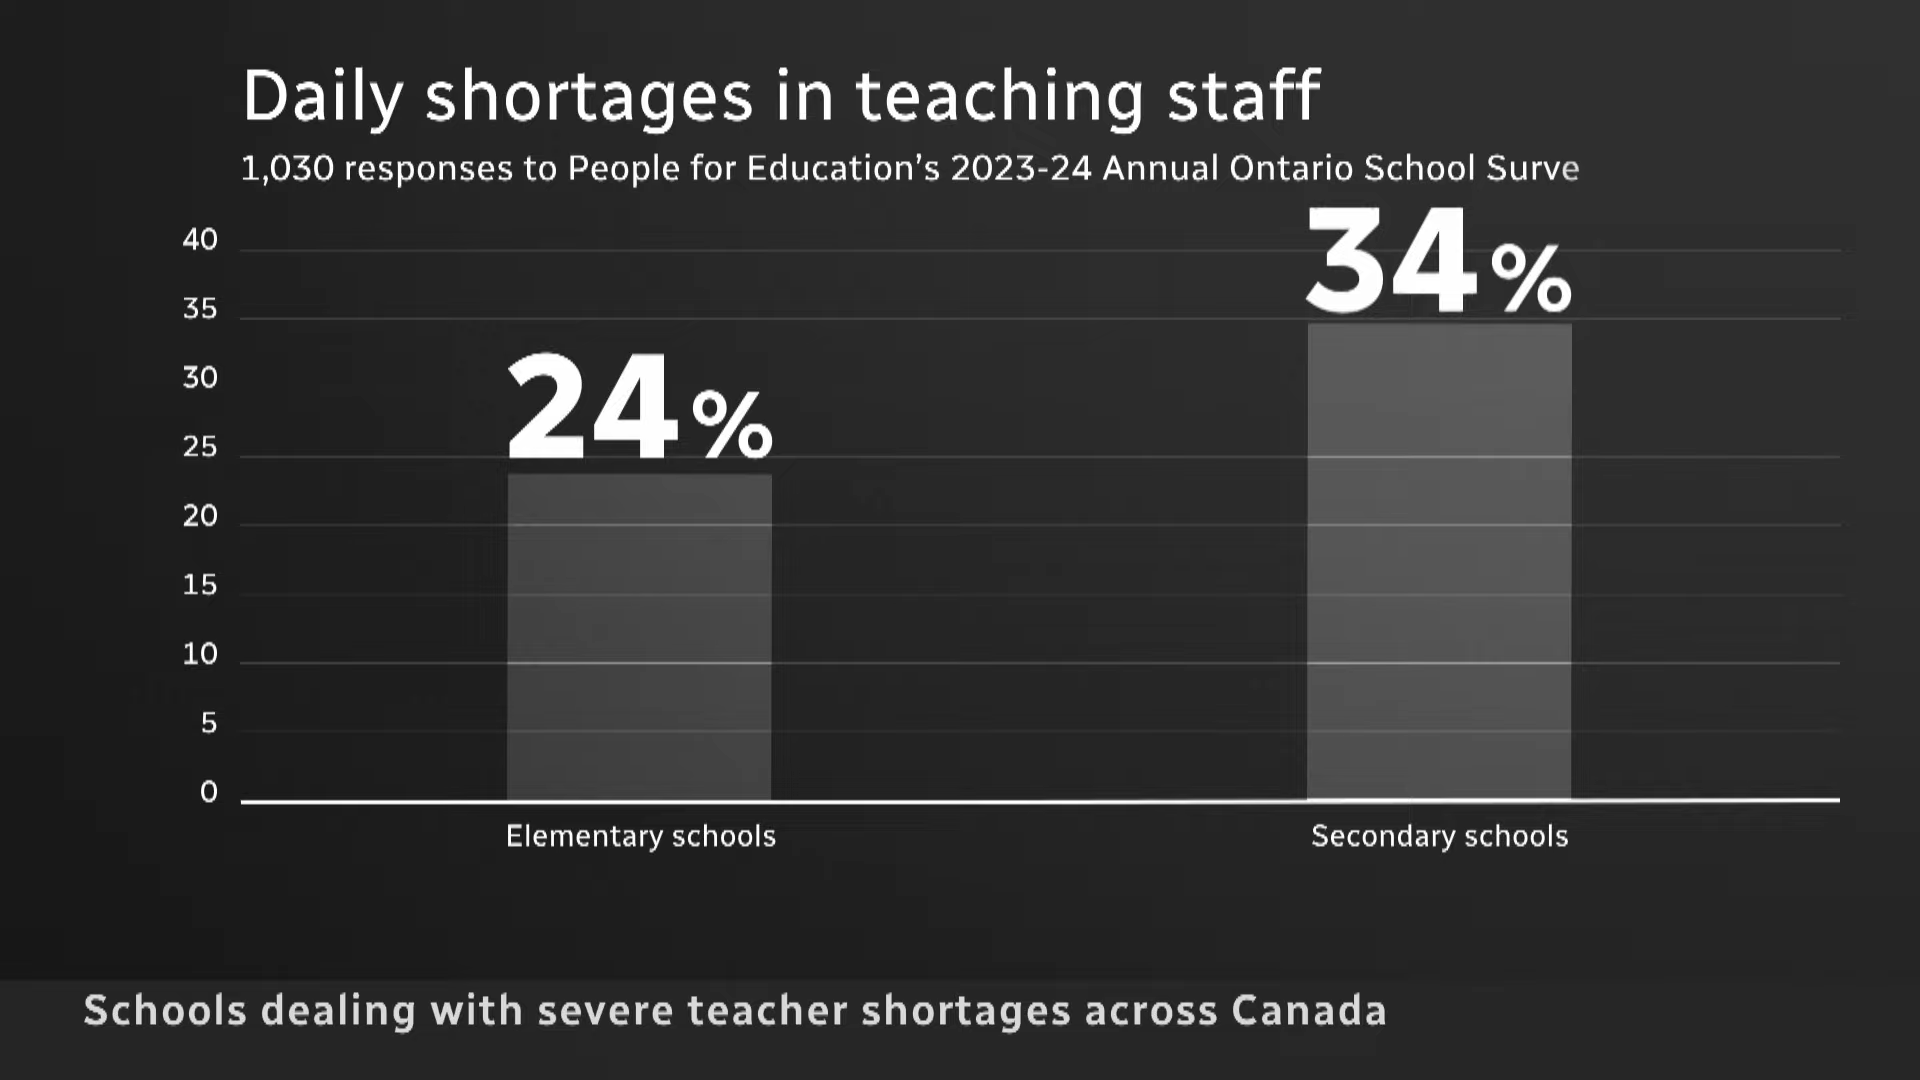 Daily shortages in teaching staff
1,030 responses to People for Education's 2023-24 Annual Ontario School Surve
40
35
30
25
20
15
10
5
0
24%
34%
Elementary schools
Secondary schools
Schools dealing with severe teacher shortages across Canada